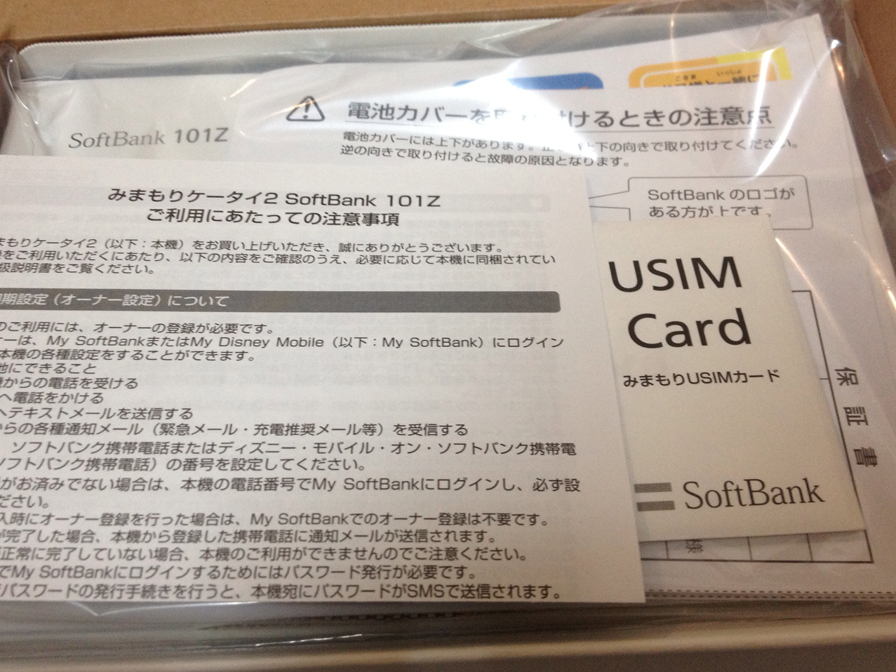 SoftBank 101Z
電池カバーを取り付けるときの注意点
電池カバーには上下があります。
上下の向きで取り付けてください。
逆の向きで取り付けると故障の原因となります。
SoftBank のロゴが
ある方が上です。
みまもりケータイ2 SoftBank 101Z
ご利用にあたっての注意事項
まもりケータイ2（以下：本機）をお買い上げいただき、誠にありがとうございます。
をご利用いただくにあたり、以下の内容をご確認のうえ、必要に応じて本機に同梱されてい
扱説明書をご覧ください。
期設定（オーナー設定）について
のご利用には、オーナーの登録が必要です。
ーは、My SoftBankまたはMy Disney Mobile（以下：My SoftBank）にログイン
本機の各種設定をすることができます。
にできること
からの電話を受ける
へ電話をかける
へテキストメールを送信する
らの各種通知メール（緊急メール・充電推奨メール等）を受信する
ソフトバンク携帯電話またはディズニー・モバイル・オン・ソフトバンク携帯電
ソフトバンク携帯電話）の番号を設定してください。
がお済みでない場合は、本機の電話番号でMy SoftBankにログインし、必ず設
ださい。
入時にオーナー登録を行った場合は、My SoftBankでのオーナー登録は不要です。
が完了した場合、本機から登録した携帯電話に通知メールが送信されます。
正常に完了していない場合、本機のご利用ができませんのでご注意ください。
でMy SoftBankにログインするためにはパスワード発行が必要です。
パスワードの発行手続きを行うと、本機宛にパスワードがSMSで送信されます。
USIM
Card
みまもりUSIMカード
SoftBank
保証書
様